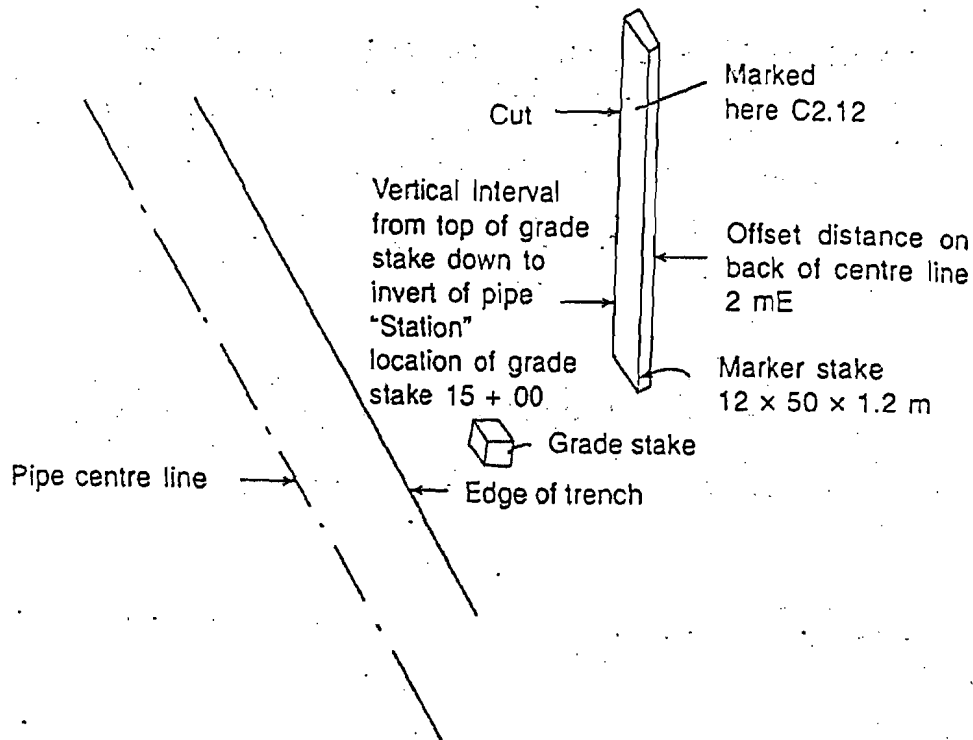 Cut
Marked
here C2.12
Vertical Interval
from top of grade
stake down to
invert of pipe
"Station"
location of grade
stake 15 + 00
Offset distance on
back of centre line
2 mE
Marker stake
12 × 50 × 1.2 m
Grade stake
Pipe centre line
Edge of trench